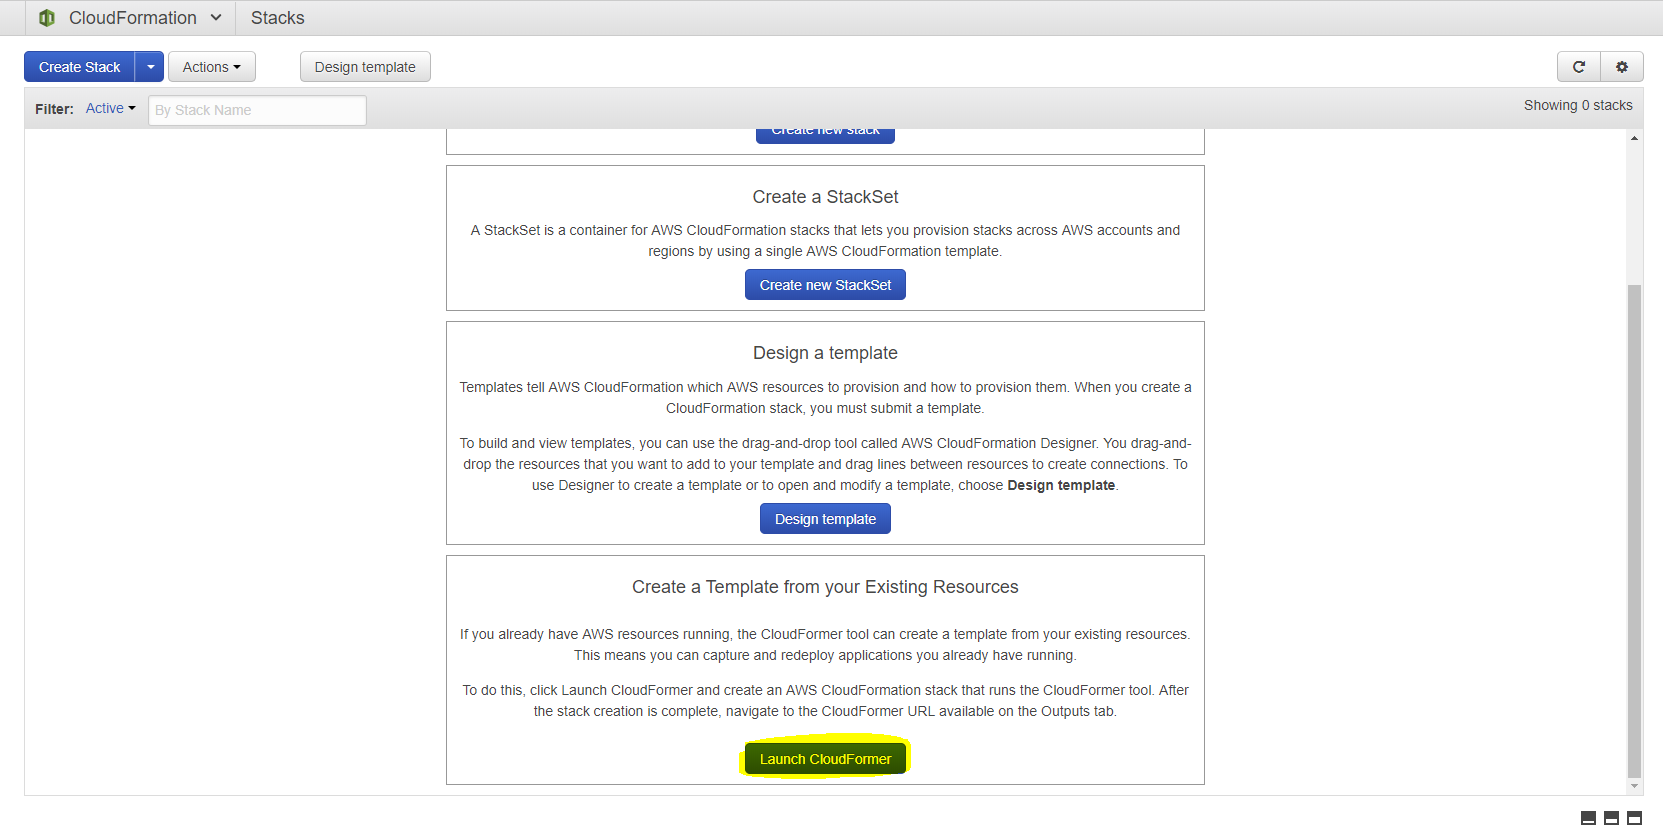 CloudFormation Stacks
Create Stack Actions Design template
Filter: Active By Stack Name Showing 0 stacks
Create new stack
Create a StackSet
A StackSet is a container for AWS CloudFormation stacks that lets you provision stacks across AWS accounts and
regions by using a single AWS CloudFormation template.
Create new StackSet
Design a template
Templates tell AWS CloudFormation which AWS resources to provision and how to provision them. When you create a
CloudFormation stack, you must submit a template.
To build and view templates, you can use the drag-and-drop tool called AWS CloudFormation Designer. You drag-and-
drop the resources that you want to add to your template and drag lines between resources to create connections. To
use Designer to create a template or to open and modify a template, choose Design template.
Design template
Create a Template from your Existing Resources
If you already have AWS resources running, the CloudFormer tool can create a template from your existing resources.
This means you can capture and redeploy applications you already have running.
To do this, click Launch CloudFormer and create an AWS CloudFormation stack that runs the CloudFormer tool. After
the stack creation is complete, navigate to the CloudFormer URL available on the Outputs tab.
Launch CloudFormer